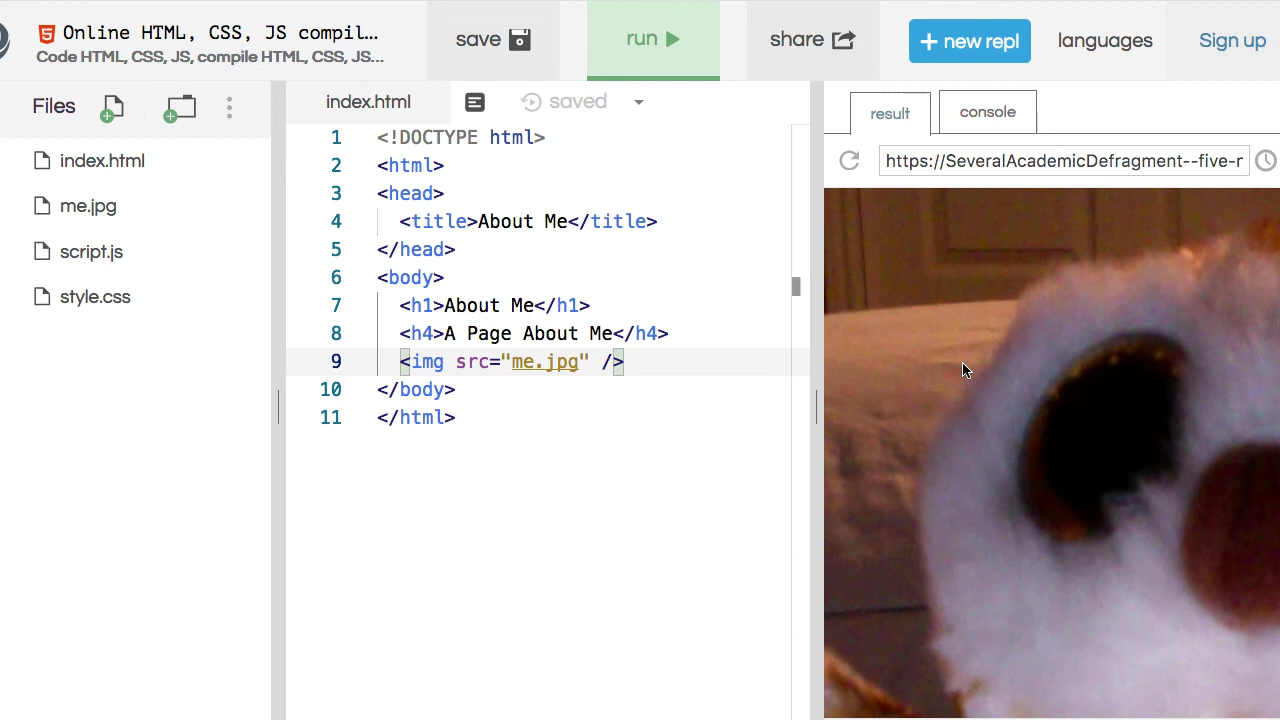 Online HTML, CSS, JS compil...
Code HTML, CSS, JS, compile HTML, CSS, JS...
save
run
share
+ new repl
languages
Sign up
Files
index.html
me.jpg
script.js
style.css
index.html
saved
1 <!DOCTYPE html>
2 <html>
3 <head>
4 <title>About Me</title>
5 </head>
6 <body>
7 <h1>About Me</h1>
8 <h4>A Page About Me</h4>
9 <img src="me.jpg" />
10 </body>
11 </html>
result
console
https://SeveralAcademicDefragment--five-r